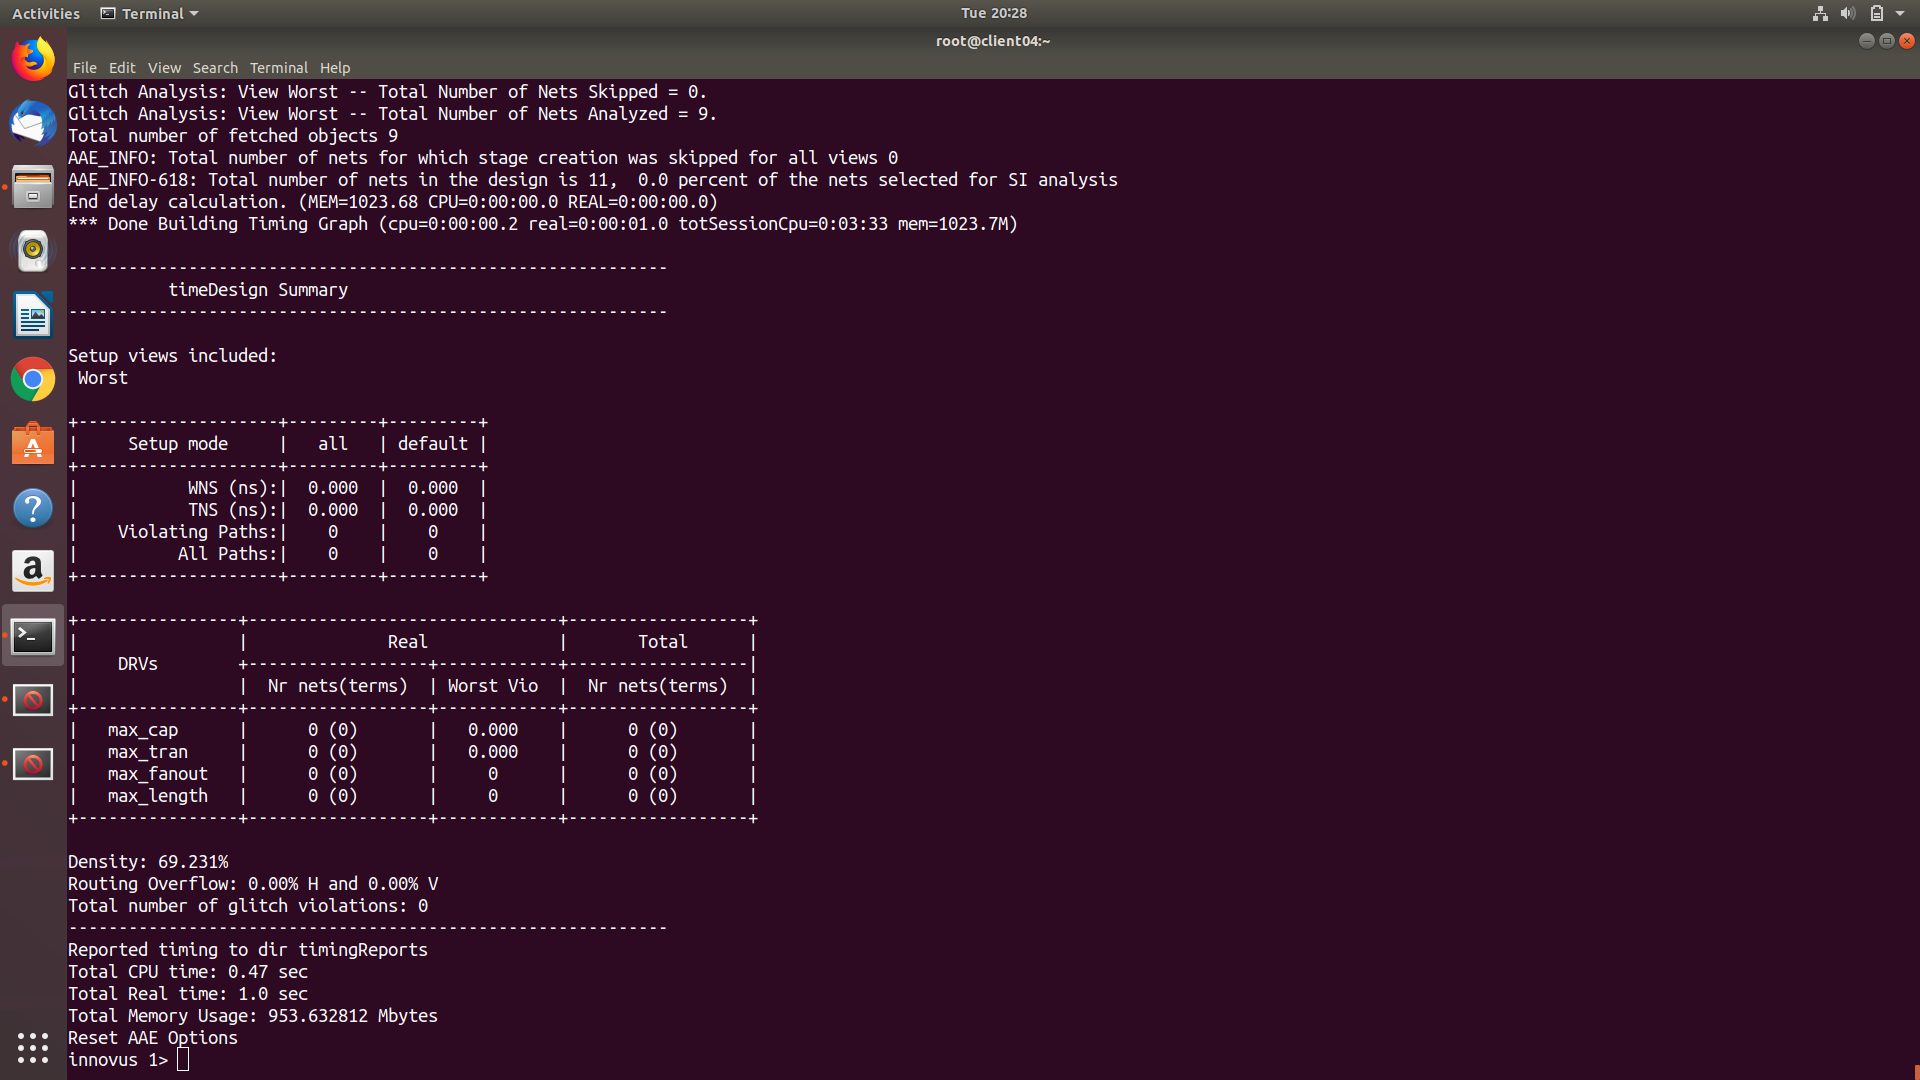 Activities Terminal Tue 20:28
root@client04:~
File Edit View Search Terminal Help
Glitch Analysis: View Worst -- Total Number of Nets Skipped = 0.
Glitch Analysis: View Worst -- Total Number of Nets Analyzed = 9.
Total number of fetched objects 9
AAE_INFO: Total number of nets for which stage creation was skipped for all views 0
AAE_INFO-618: Total number of nets in the design is 11,  0.0 percent of the nets selected for SI analysis
End delay calculation. (MEM=1023.68 CPU=0:00:00.0 REAL=0:00:00.0)
*** Done Building Timing Graph (cpu=0:00:00.2 real=0:00:01.0 totSessionCpu=0:03:33 mem=1023.7M)
------------------------------------------------------------
          timeDesign Summary
------------------------------------------------------------
Setup views included:
 Worst
+--------------------+---------+---------+
|     Setup mode     |   all   | default |
+--------------------+---------+---------+
|           WNS (ns):|  0.000  |  0.000  |
|           TNS (ns):|  0.000  |  0.000  |
|    Violating Paths:|    0    |    0    |
|          All Paths:|    0    |    0    |
+--------------------+---------+---------+
+----------------+-------------------------------+------------------+
|                |              Real             |       Total      |
|    DRVs        +------------------+------------+------------------|
|                |  Nr nets(terms)  | Worst Vio  |  Nr nets(terms)  |
+----------------+------------------+------------+------------------+
|   max_cap      |      0 (0)       |   0.000    |      0 (0)       |
|   max_tran     |      0 (0)       |   0.000    |      0 (0)       |
|   max_fanout   |      0 (0)       |     0      |      0 (0)       |
|   max_length   |      0 (0)       |     0      |      0 (0)       |
+----------------+------------------+------------+------------------+
Density: 69.231%
Routing Overflow: 0.00% H and 0.00% V
Total number of glitch violations: 0
------------------------------------------------------------
Reported timing to dir timingReports
Total CPU time: 0.47 sec
Total Real time: 1.0 sec
Total Memory Usage: 953.632812 Mbytes
Reset AAE Options
innovus 1>